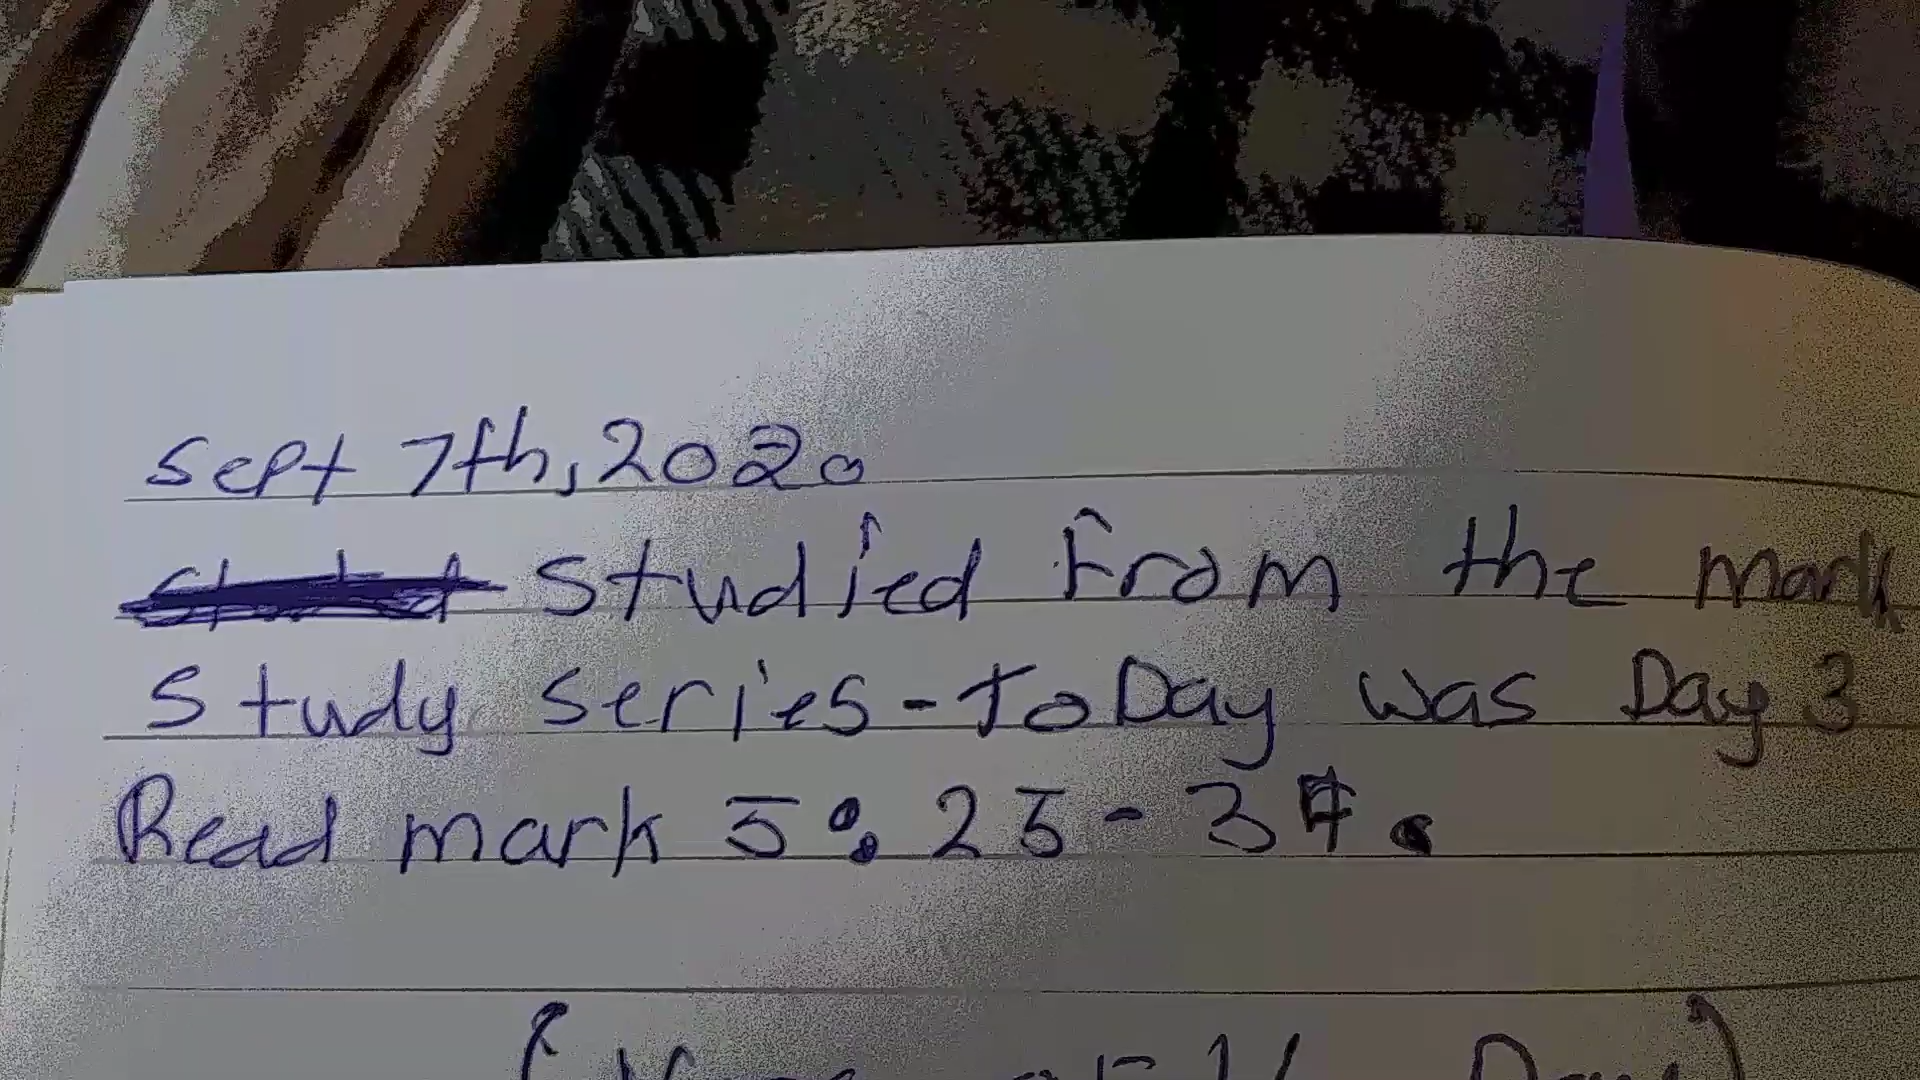 Sept 7th, 2020
Studied From the mark
Study series - ToDay was Day 3
Read mark 5:25-34.